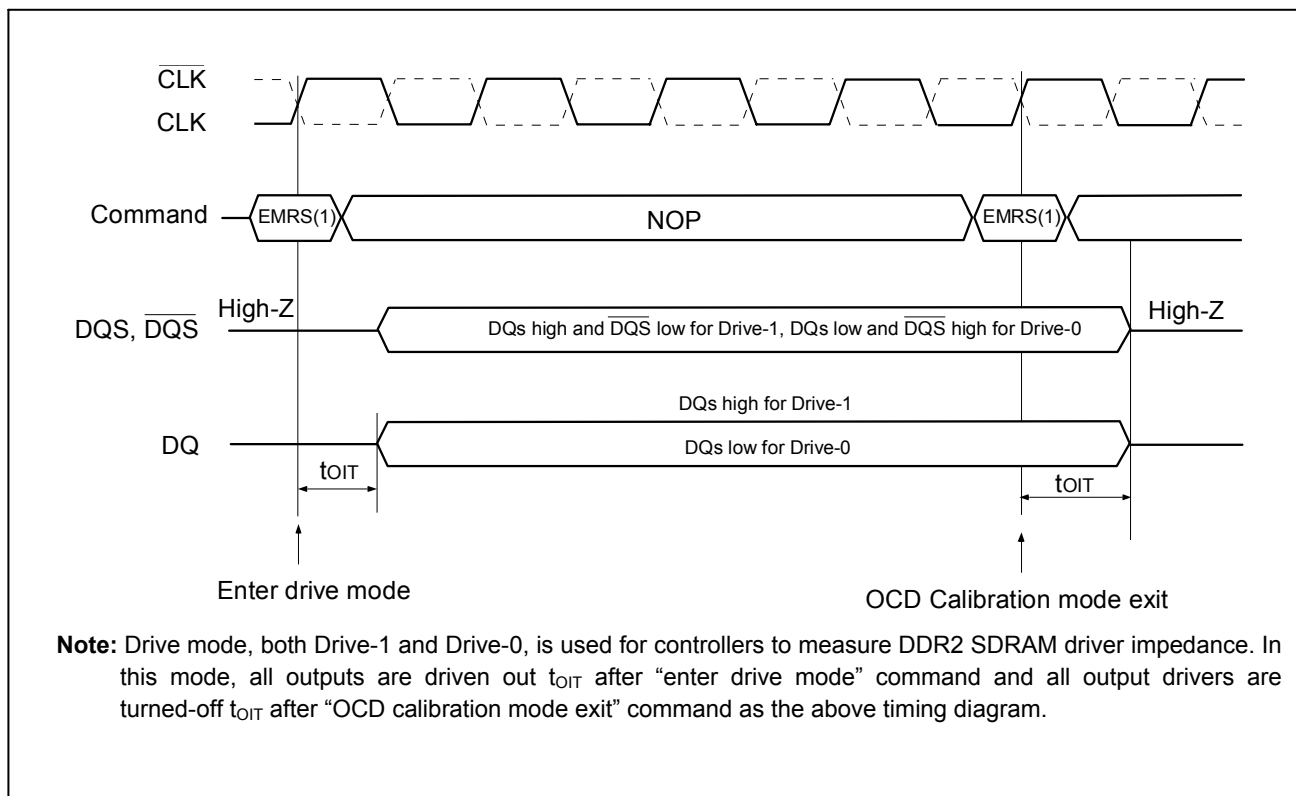 C̅L̅K̅
CLK
Command
EMRS(1)
NOP
EMRS(1)
High-Z
DQS, D̅Q̅S̅
DQs high and D̅Q̅S̅ low for Drive-1, DQs low and D̅Q̅S̅ high for Drive-0
High-Z
DQs high for Drive-1
DQ
DQs low for Drive-0
tOIT
tOIT
Enter drive mode
OCD Calibration mode exit
Note: Drive mode, both Drive-1 and Drive-0, is used for controllers to measure DDR2 SDRAM driver impedance. In
this mode, all outputs are driven out tOIT after “enter drive mode” command and all output drivers are
turned-off tOIT after “OCD calibration mode exit” command as the above timing diagram.